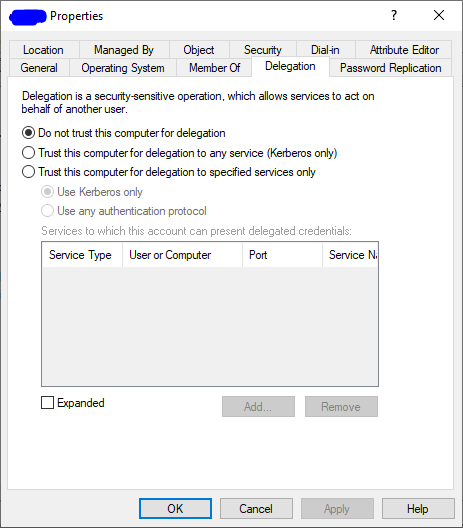 Properties
?
Location Managed By Object Security Dial-in Attribute Editor
General Operating System Member Of Delegation Password Replication
Delegation is a security-sensitive operation, which allows services to act on
behalf of another user.
Do not trust this computer for delegation
Trust this computer for delegation to any service (Kerberos only)
Trust this computer for delegation to specified services only
Use Kerberos only
Use any authentication protocol
Services to which this account can present delegated credentials:
Service Type User or Computer Port Service Na
Expanded Add... Remove
OK Cancel Apply Help